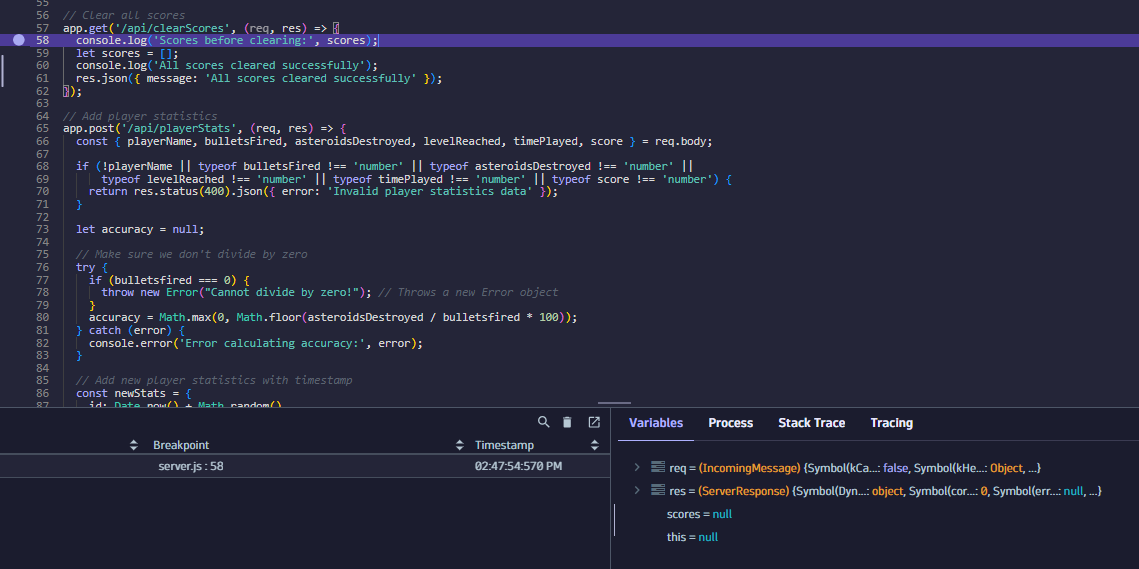 55
56 // Clear all scores
57 app.get('/api/clearScores', (req, res) => {
58 console.log('Scores before clearing:', scores);
59 let scores = [];
60 console.log('All scores cleared successfully');
61 res.json({ message: 'All scores cleared successfully' });
62 });
63
64 // Add player statistics
65 app.post('/api/playerStats', (req, res) => {
66 const { playerName, bulletsFired, asteroidsDestroyed, levelReached, timePlayed, score } = req.body;
67
68 if (!playerName || typeof bulletsFired !== 'number' || typeof asteroidsDestroyed !== 'number' ||
69 typeof levelReached !== 'number' || typeof timePlayed !== 'number' || typeof score !== 'number') {
70 return res.status(400).json({ error: 'Invalid player statistics data' });
71 }
72
73 let accuracy = null;
74
75 // Make sure we don't divide by zero
76 try {
77 if (bulletsfired === 0) {
78 throw new Error("Cannot divide by zero!"); // Throws a new Error object
79 }
80 accuracy = Math.max(0, Math.floor(asteroidsDestroyed / bulletsfired * 100));
81 } catch (error) {
82 console.error('Error calculating accuracy:', error);
83 }
84
85 // Add new player statistics with timestamp
86 const newStats = {
87 id: Date.now() + Math.random()
Breakpoint Timestamp
server.js : 58 02:47:54:570 PM
Variables Process Stack Trace Tracing
req = (IncomingMessage) {Symbol(kCa...: false, Symbol(kHe...: Object, ...}
res = (ServerResponse) {Symbol(Dyn...: object, Symbol(cor...: 0, Symbol(err...: null, ...}
scores = null
this = null